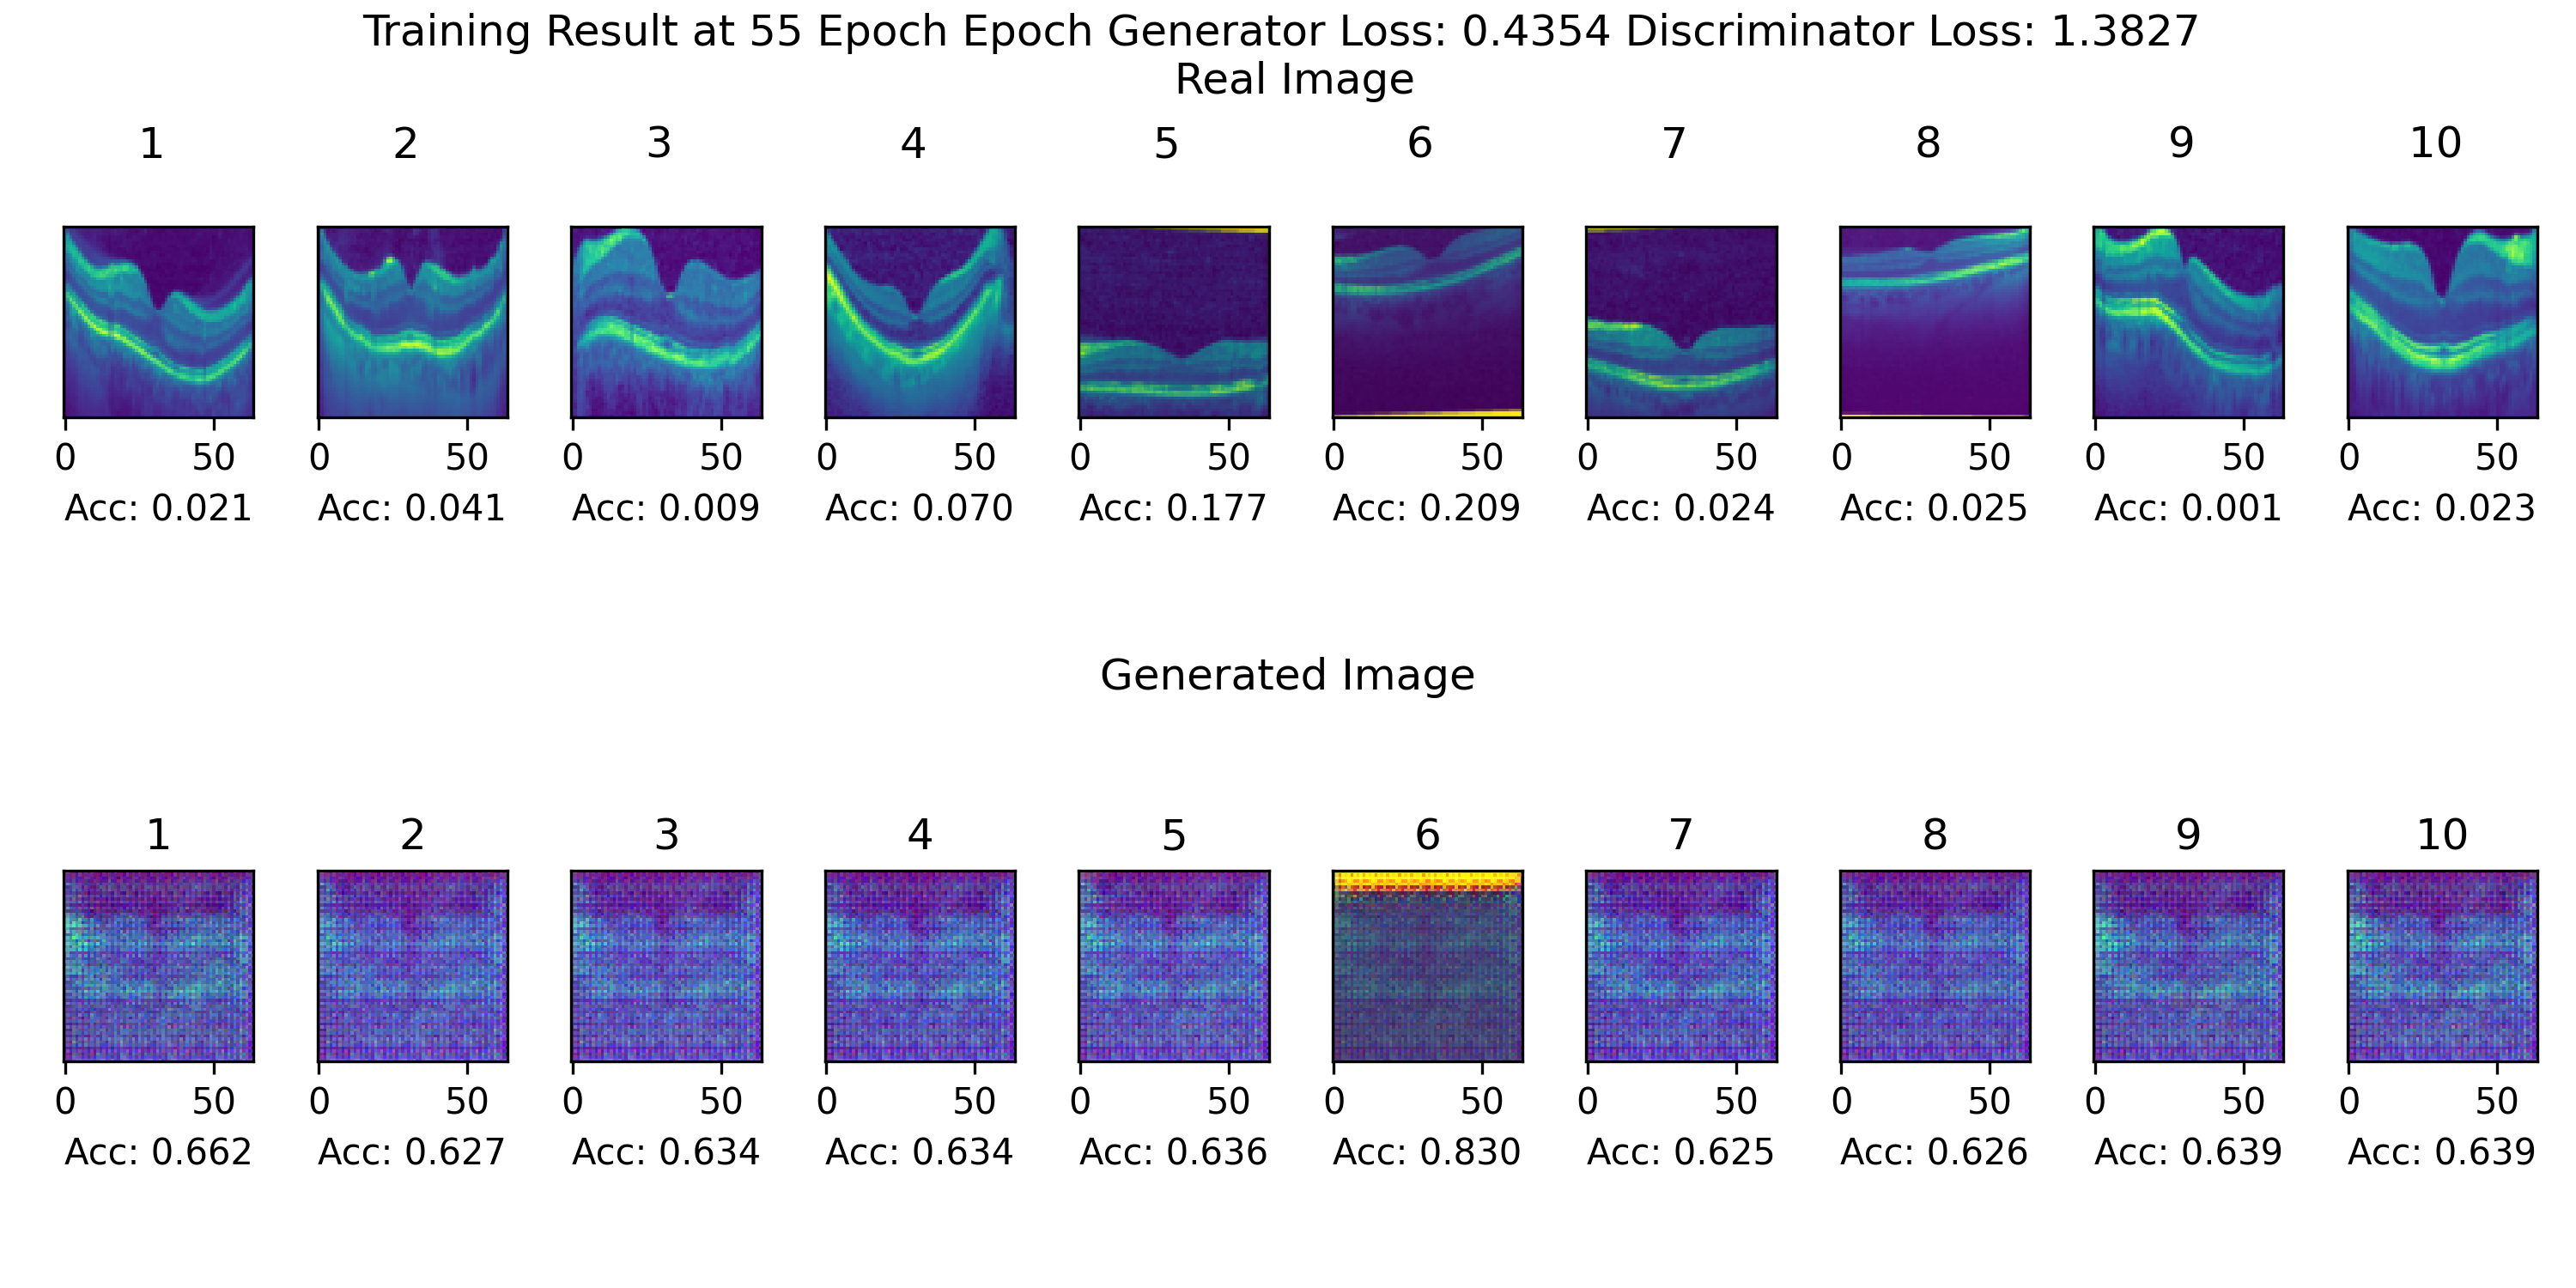 Training Result at 55 Epoch Epoch Generator Loss: 0.4354 Discriminator Loss: 1.3827
Real Image
1 2 3 4 5 6 7 8 9 10
0 50 0 50 0 50 0 50 0 50 0 50 0 50 0 50 0 50 0 50
Acc: 0.021 Acc: 0.041 Acc: 0.009 Acc: 0.070 Acc: 0.177 Acc: 0.209 Acc: 0.024 Acc: 0.025 Acc: 0.001 Acc: 0.023
Generated Image
1 2 3 4 5 6 7 8 9 10
0 50 0 50 0 50 0 50 0 50 0 50 0 50 0 50 0 50 0 50
Acc: 0.662 Acc: 0.627 Acc: 0.634 Acc: 0.634 Acc: 0.636 Acc: 0.830 Acc: 0.625 Acc: 0.626 Acc: 0.639 Acc: 0.639